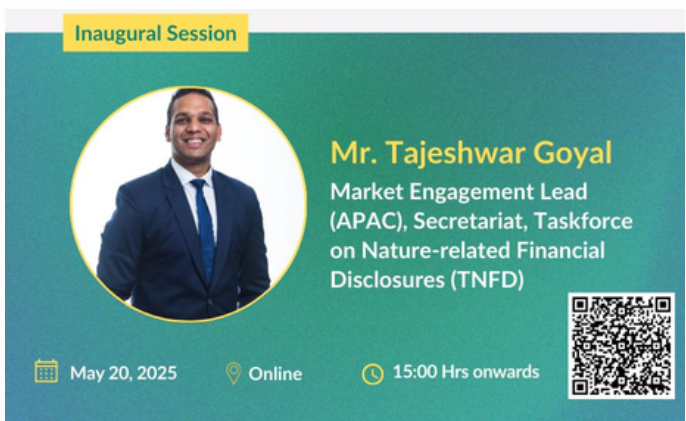 Inaugural Session
Mr. Tajeshwar Goyal
Market Engagement Lead
(APAC), Secretariat, Taskforce
on Nature-related Financial
Disclosures (TNFD)
May 20, 2025
Online
15:00 Hrs onwards